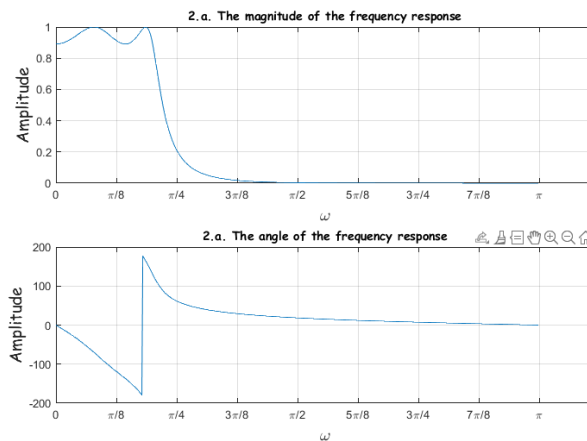 2.a. The magnitude of the frequency response
Amplitude
1
0.8
0.6
0.4
0.2
0
0 π/8 π/4 3π/8 π/2 5π/8 3π/4 7π/8 π
ω
2.a. The angle of the frequency response
Amplitude
200
100
0
-100
-200
0 π/8 π/4 3π/8 π/2 5π/8 3π/4 7π/8 π
ω